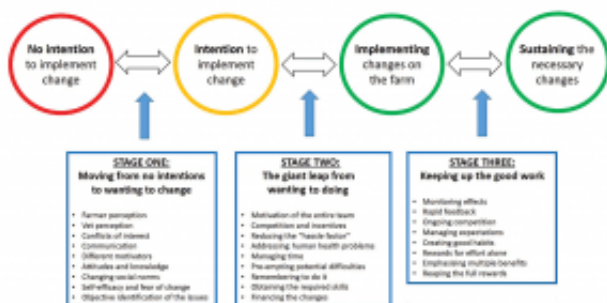 No intention
to implement
change
Intention to
implement
change
Implementing
changes on
the farm
Sustaining the
necessary
changes
STAGE ONE:
Moving from no intentions
to wanting to change
• Farmer perception
• Vet perception
• Conflicts of interest
• Communication
• Different motivators
• Attitudes and knowledge
• Changing social norms
• Self-efficacy and fear of change
• Objective identification of the issues
STAGE TWO:
The giant leap from
wanting to doing
• Motivation of the entire team
• Competition and incentives
• Reducing the "hassle factor"
• Addressing human health problems
• Managing time
• Pre-empting potential difficulties
• Remembering to do it
• Obtaining the required skills
• Financing the changes
STAGE THREE:
Keeping up the good work
• Monitoring effects
• Rapid feedback
• Ongoing competition
• Managing expectations
• Creating good habits
• Rewards for effort alone
• Emphasising multiple benefits
• Reaping the full rewards